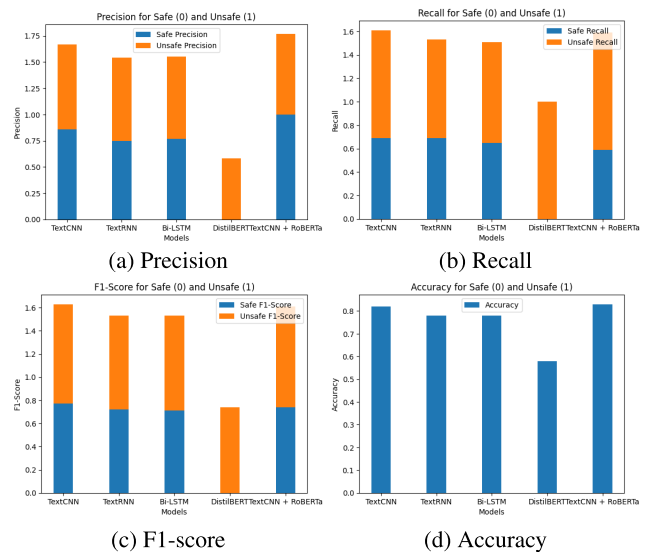 Precision for Safe (0) and Unsafe (1)
Safe Precision
Unsafe Precision
1.75
1.50
1.25
1.00
0.75
0.50
0.25
0.00
Precision
TextCNN
TextRNN
Bi-LSTM
DistilBERT
TextCNN + RoBERTa
Models
(a) Precision
Recall for Safe (0) and Unsafe (1)
Safe Recall
Unsafe Recall
1.6
1.4
1.2
1.0
0.8
0.6
0.4
0.2
0.0
Recall
TextCNN
TextRNN
Bi-LSTM
DistilBERT
TextCNN + RoBERTa
Models
(b) Recall
F1-Score for Safe (0) and Unsafe (1)
Safe F1-Score
Unsafe F1-Score
1.6
1.4
1.2
1.0
0.8
0.6
0.4
0.2
0.0
F1-Score
TextCNN
TextRNN
Bi-LSTM
DistilBERT
TextCNN + RoBERTa
Models
(c) F1-score
Accuracy for Safe (0) and Unsafe (1)
Accuracy
0.8
0.7
0.6
0.5
0.4
0.3
0.2
0.1
0.0
Accuracy
TextCNN
TextRNN
Bi-LSTM
DistilBERT
TextCNN + RoBERTa
Models
(d) Accuracy